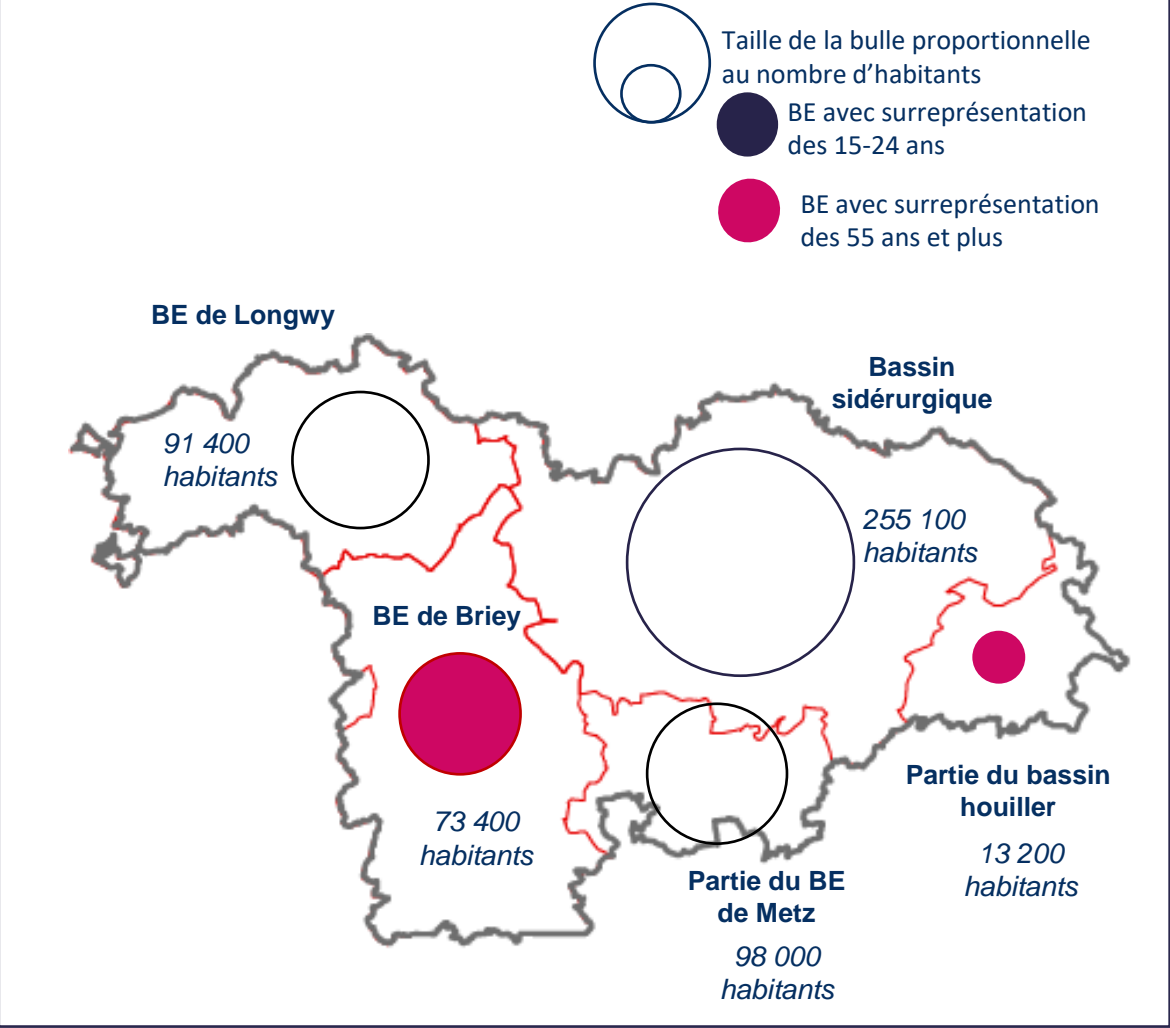 Taille de la bulle proportionnelle
au nombre d’habitants
BE avec surreprésentation
des 15-24 ans
BE avec surreprésentation
des 55 ans et plus
BE de Longwy
91 400
habitants
Bassin
sidérurgique
255 100
habitants
BE de Briey
73 400
habitants
Partie du bassin
houiller
13 200
habitants
Partie du BE
de Metz
98 000
habitants